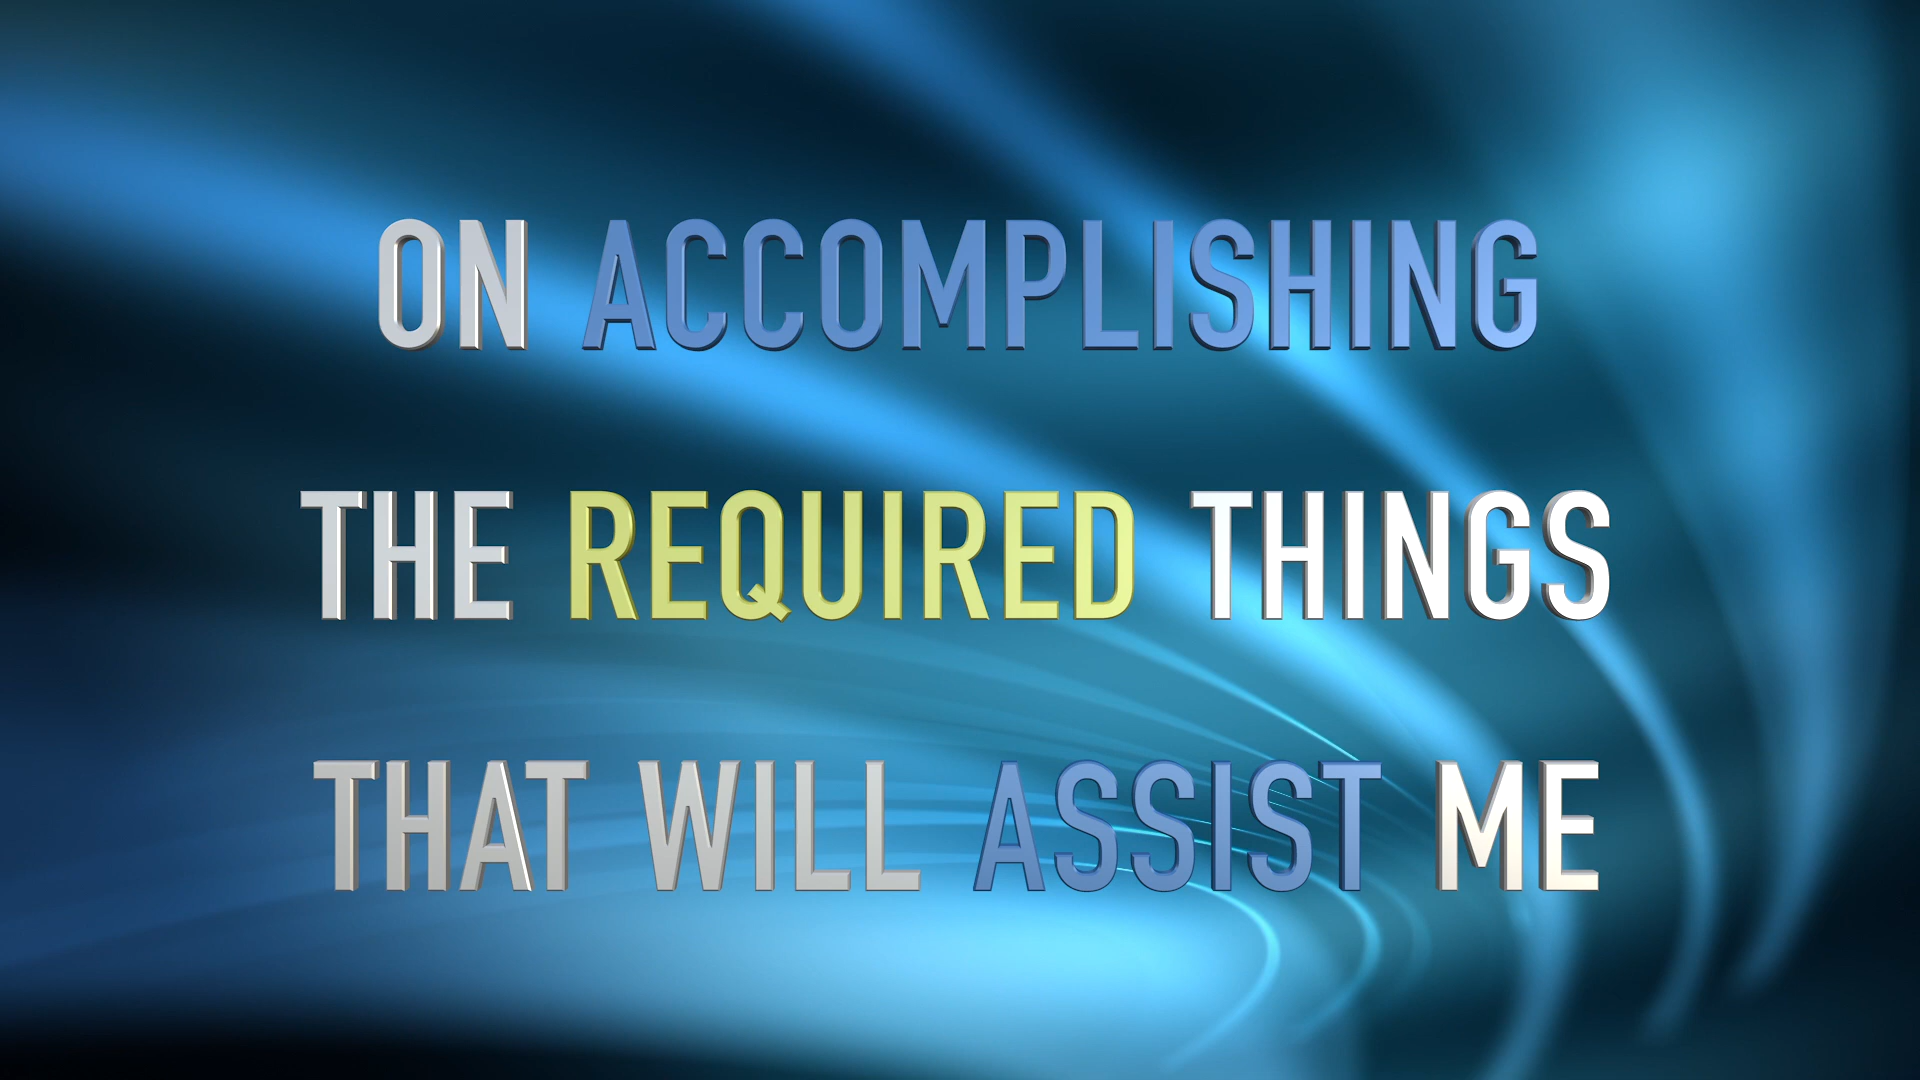 ON ACCOMPLISHING
THE REQUIRED THINGS
THAT WILL ASSIST ME